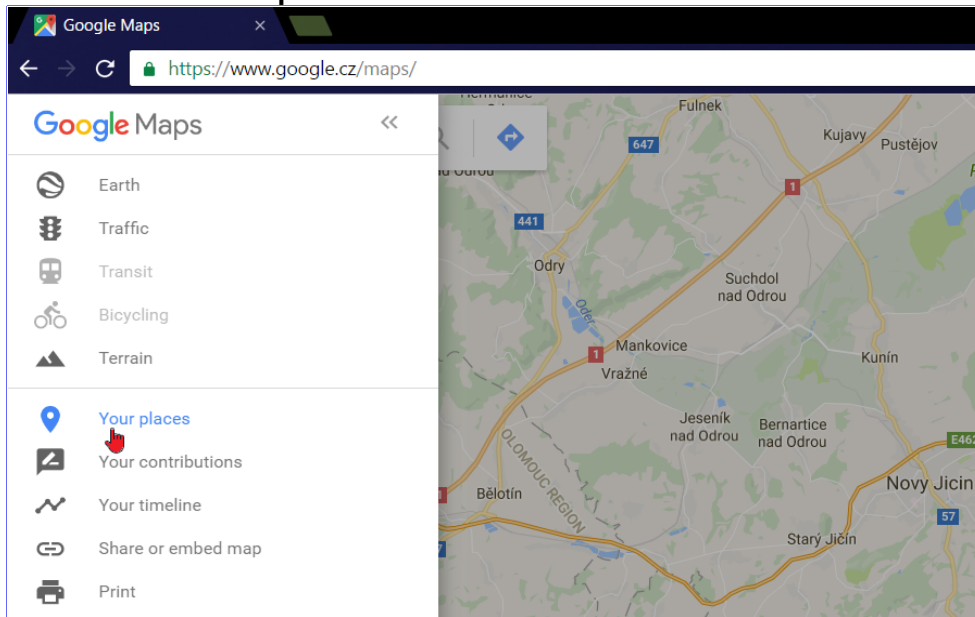 Google Maps
https://www.google.cz/maps/
Google Maps
Earth
Traffic
Transit
Bicycling
Terrain
Your places
Your contributions
Your timeline
Share or embed map
Print
Fulnek
647
Kujavy
Pustějov
1
441
Odry
Suchdol
nad Odrou
Oder
Mankovice
1
Vražné
Kunín
Jeseník
nad Odrou
Bernartice
nad Odrou
E462
OLOMOUC REGION
Bělotín
Novy Jicin
57
Starý Jičín